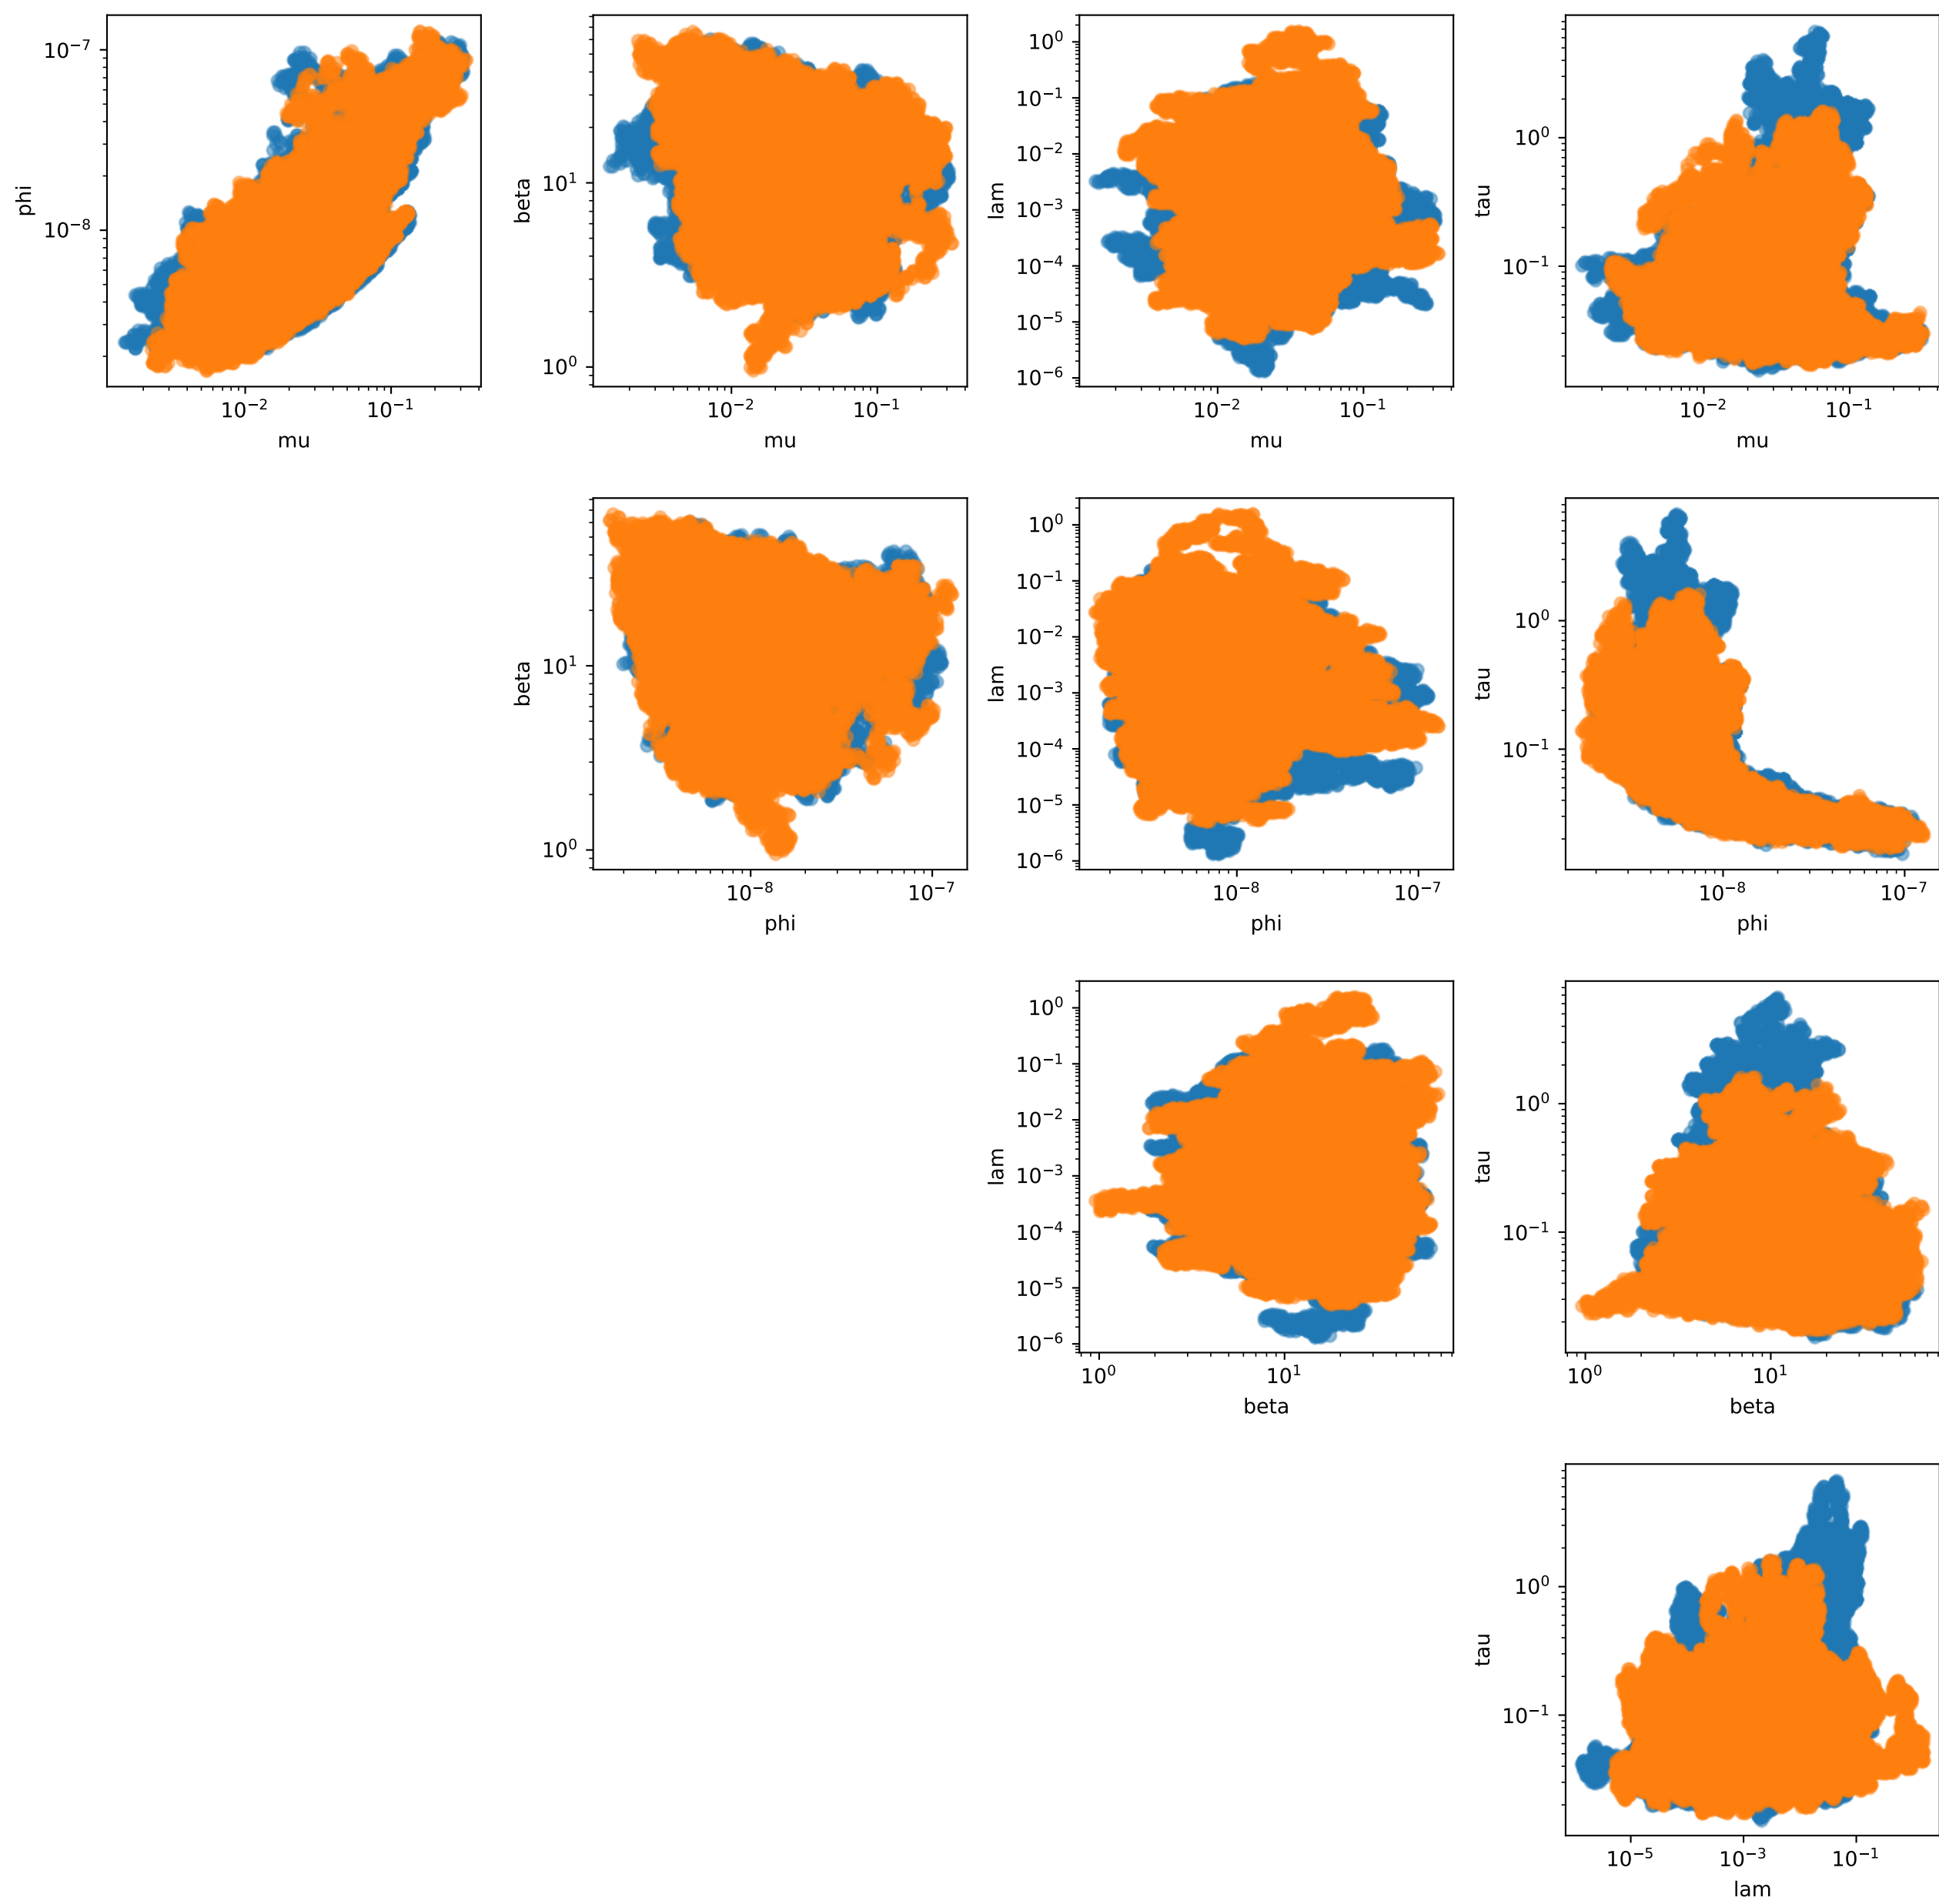 phi
10⁻⁷
10⁻⁸
10⁻² 10⁻¹
mu
beta
10¹
10⁰
10⁻² 10⁻¹
mu
lam
10⁰
10⁻¹
10⁻²
10⁻³
10⁻⁴
10⁻⁵
10⁻⁶
10⁻² 10⁻¹
mu
tau
10⁰
10⁻¹
10⁻² 10⁻¹
mu
beta
10¹
10⁰
10⁻⁸ 10⁻⁷
phi
lam
10⁰
10⁻¹
10⁻²
10⁻³
10⁻⁴
10⁻⁵
10⁻⁶
10⁻⁸ 10⁻⁷
phi
tau
10⁰
10⁻¹
10⁻⁸ 10⁻⁷
phi
lam
10⁰
10⁻¹
10⁻²
10⁻³
10⁻⁴
10⁻⁵
10⁻⁶
10⁰ 10¹
beta
tau
10⁰
10⁻¹
10⁰ 10¹
beta
tau
10⁰
10⁻¹
10⁻⁵ 10⁻³ 10⁻¹
lam